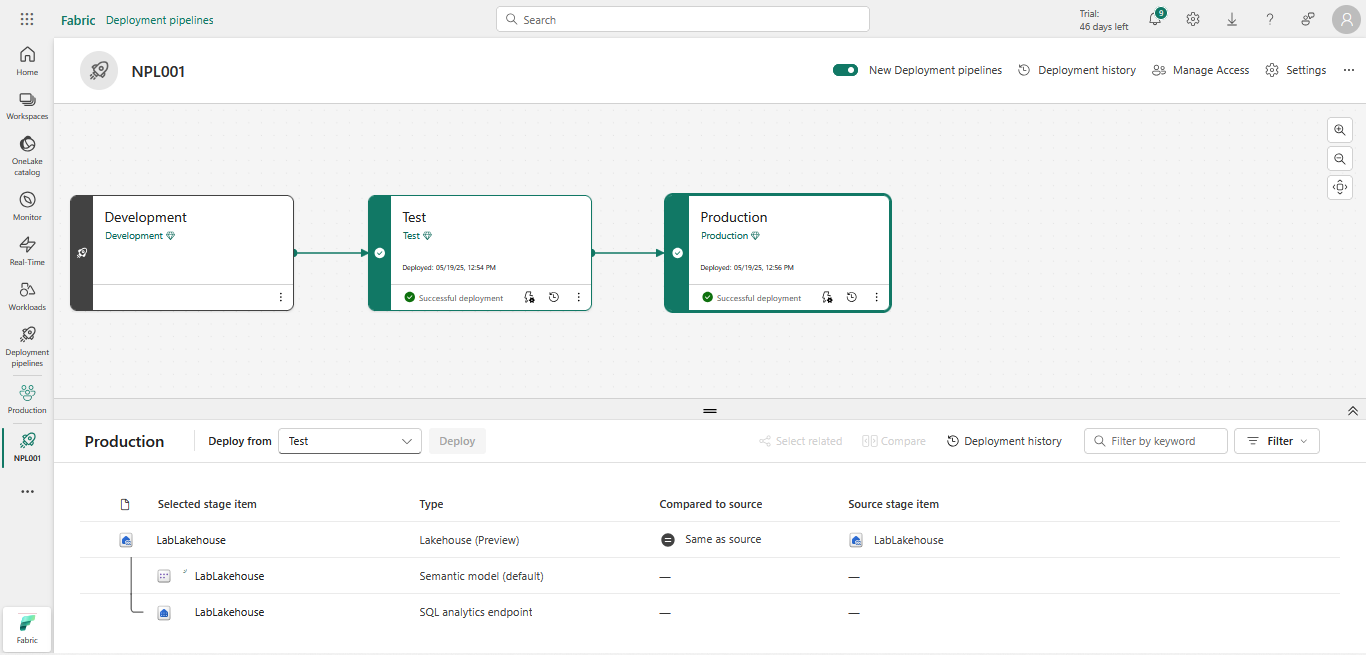 Fabric Deployment pipelines
Search
Trial:
46 days left
9
Home
Workspaces
OneLake
catalog
Monitor
Real-Time
Workloads
Deployment
pipelines
Production
NPL001
Fabric
NPL001
New Deployment pipelines
Deployment history
Manage Access
Settings
Development
Development
Test
Test
Deployed: 05/19/25, 12:54 PM
Successful deployment
Production
Production
Deployed: 05/19/25, 12:56 PM
Successful deployment
Production
Deploy from
Test
Deploy
Select related
Compare
Deployment history
Filter by keyword
Filter
Selected stage item Type Compared to source Source stage item
LabLakehouse Lakehouse (Preview) Same as source LabLakehouse
LabLakehouse Semantic model (default) — —
LabLakehouse SQL analytics endpoint — —